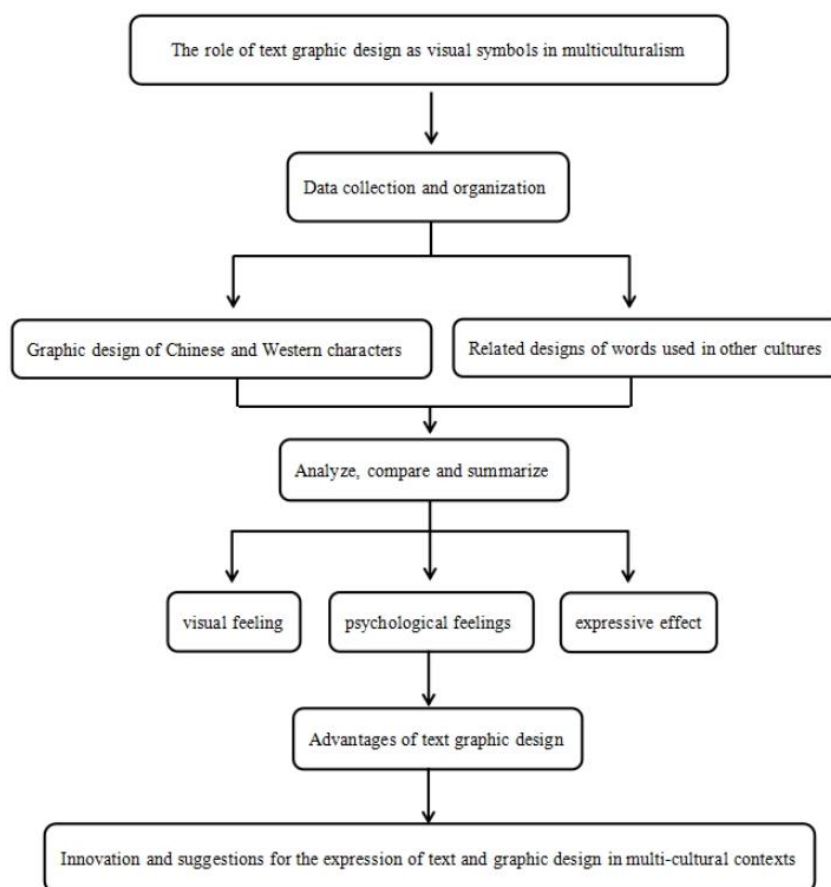 The role of text graphic design as visual symbols in multiculturalism
Data collection and organization
Graphic design of Chinese and Western characters
Related designs of words used in other cultures
Analyze, compare and summarize
visual feeling
psychological feelings
expressive effect
Advantages of text graphic design
Innovation and suggestions for the expression of text and graphic design in multi-cultural contexts